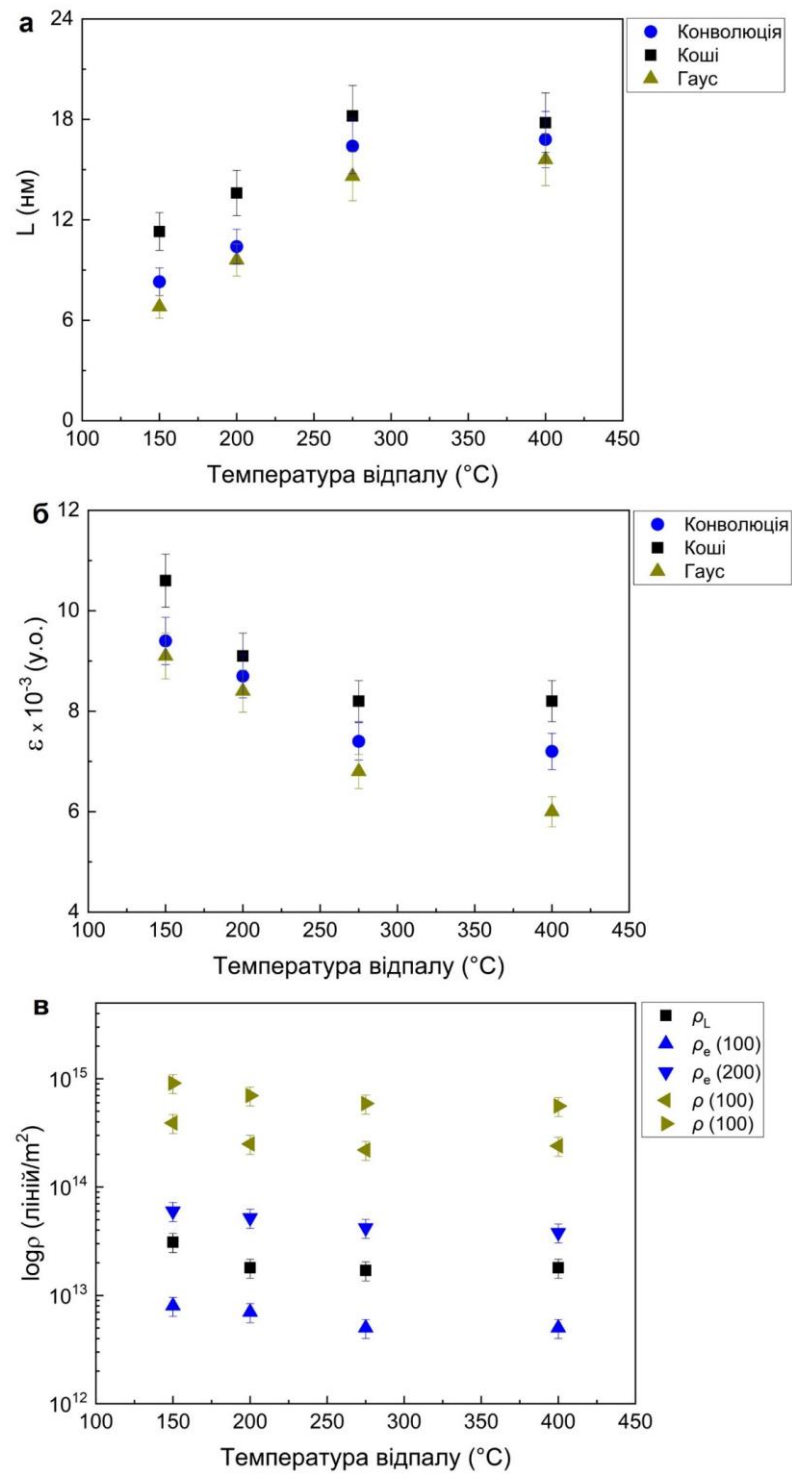 а
24
18
12
6
0
L (нм)
100 150 200 250 300 350 400 450
Температура відпалу (°C)
Конволюція
Коші
Гаус
б
12
10
8
6
4
ε x 10⁻³ (у.о.)
100 150 200 250 300 350 400 450
Температура відпалу (°C)
Конволюція
Коші
Гаус
в
10¹⁵
10¹⁴
10¹³
10¹²
logρ (ліній/m²)
100 150 200 250 300 350 400 450
Температура відпалу (°C)
ρL
ρe (100)
ρe (200)
ρ (100)
ρ (100)